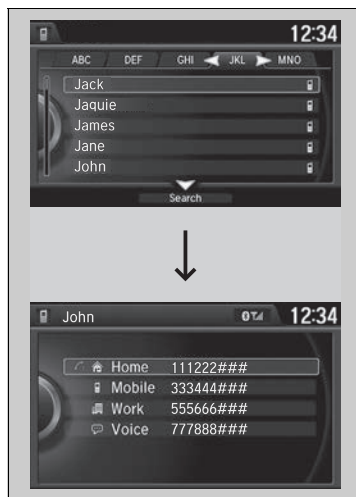 12:34
ABC DEF GHI JKL MNO
Jack
Jaquie
James
Jane
John
Search
John 12:34
Home 111222###
Mobile 333444###
Work 555666###
Voice 777888###